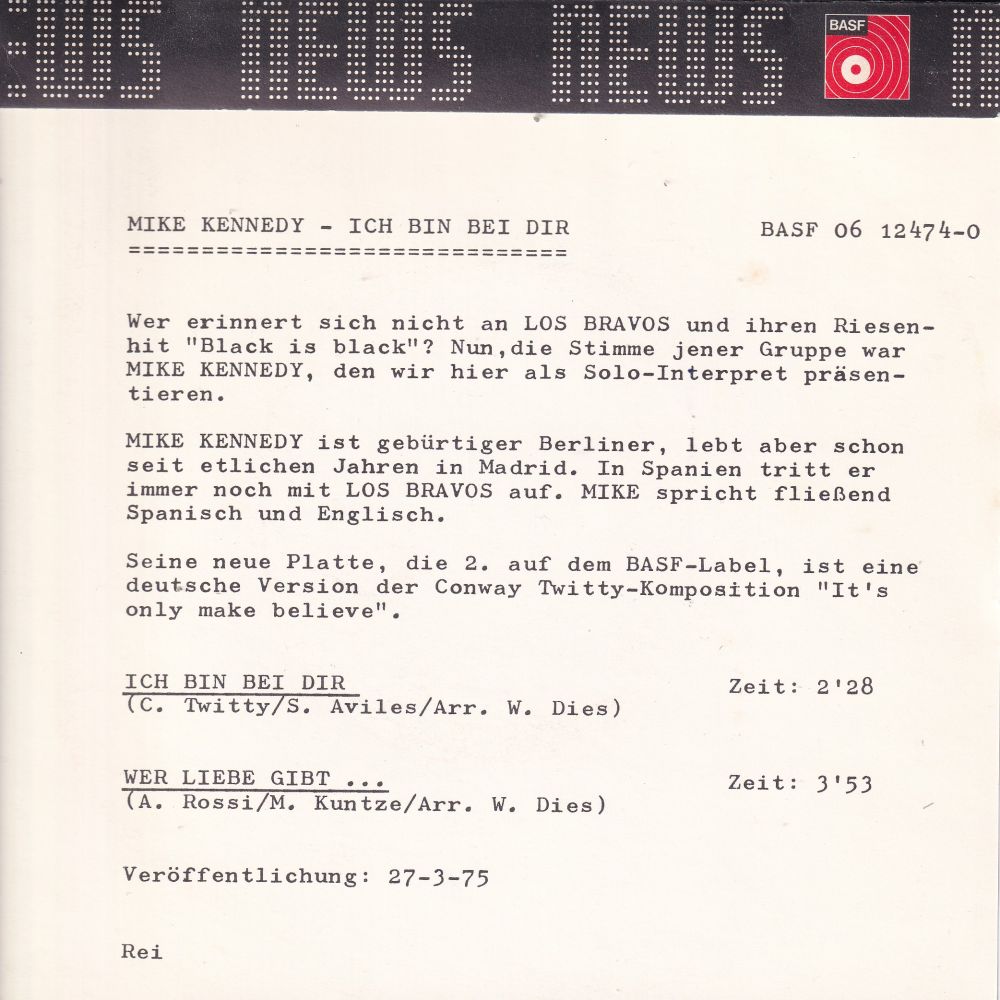 NEWS NEWS NEWS N
BASF
MIKE KENNEDY - ICH BIN BEI DIR BASF 06 12474-0
==============================
Wer erinnert sich nicht an LOS BRAVOS und ihren Riesen-
hit "Black is black"? Nun,die Stimme jener Gruppe war
MIKE KENNEDY, den wir hier als Solo-Interpret präsen-
tieren.
MIKE KENNEDY ist gebürtiger Berliner, lebt aber schon
seit etlichen Jahren in Madrid. In Spanien tritt er
immer noch mit LOS BRAVOS auf. MIKE spricht fließend
Spanisch und Englisch.
Seine neue Platte, die 2. auf dem BASF-Label, ist eine
deutsche Version der Conway Twitty-Komposition "It's
only make believe".
ICH BIN BEI DIR Zeit: 2'28
(C. Twitty/S. Aviles/Arr. W. Dies)
WER LIEBE GIBT ... Zeit: 3'53
(A. Rossi/M. Kuntze/Arr. W. Dies)
Veröffentlichung: 27-3-75
Rei